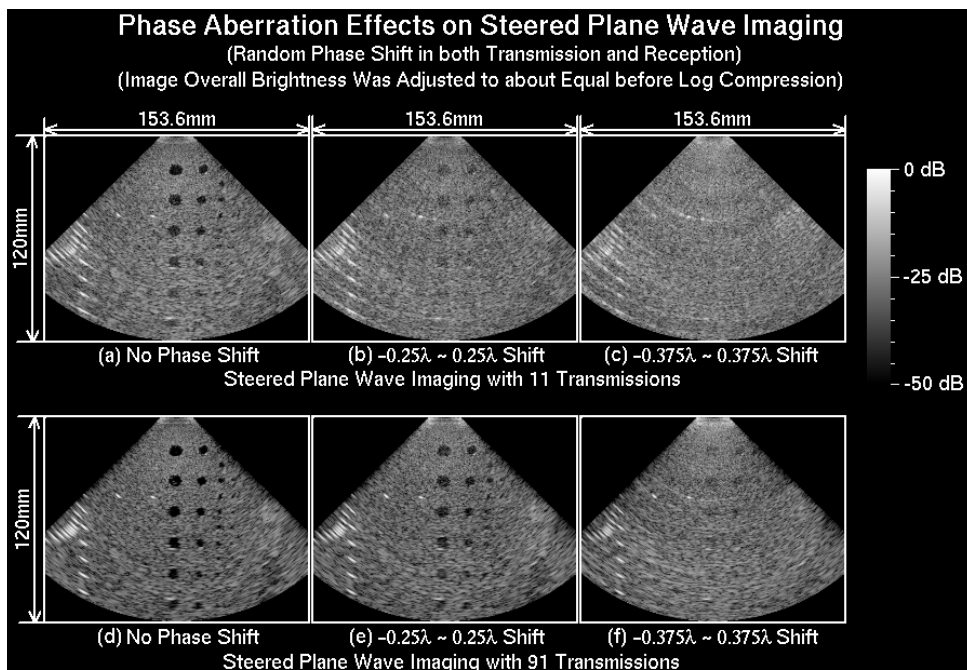 Phase Aberration Effects on Steered Plane Wave Imaging
(Random Phase Shift in both Transmission and Reception)
(Image Overall Brightness Was Adjusted to about Equal before Log Compression)
153.6mm 153.6mm 153.6mm
120mm
0 dB
-25 dB
-50 dB
(a) No Phase Shift (b) -0.25λ ~ 0.25λ Shift (c) -0.375λ ~ 0.375λ Shift
Steered Plane Wave Imaging with 11 Transmissions
120mm
(d) No Phase Shift (e) -0.25λ ~ 0.25λ Shift (f) -0.375λ ~ 0.375λ Shift
Steered Plane Wave Imaging with 91 Transmissions